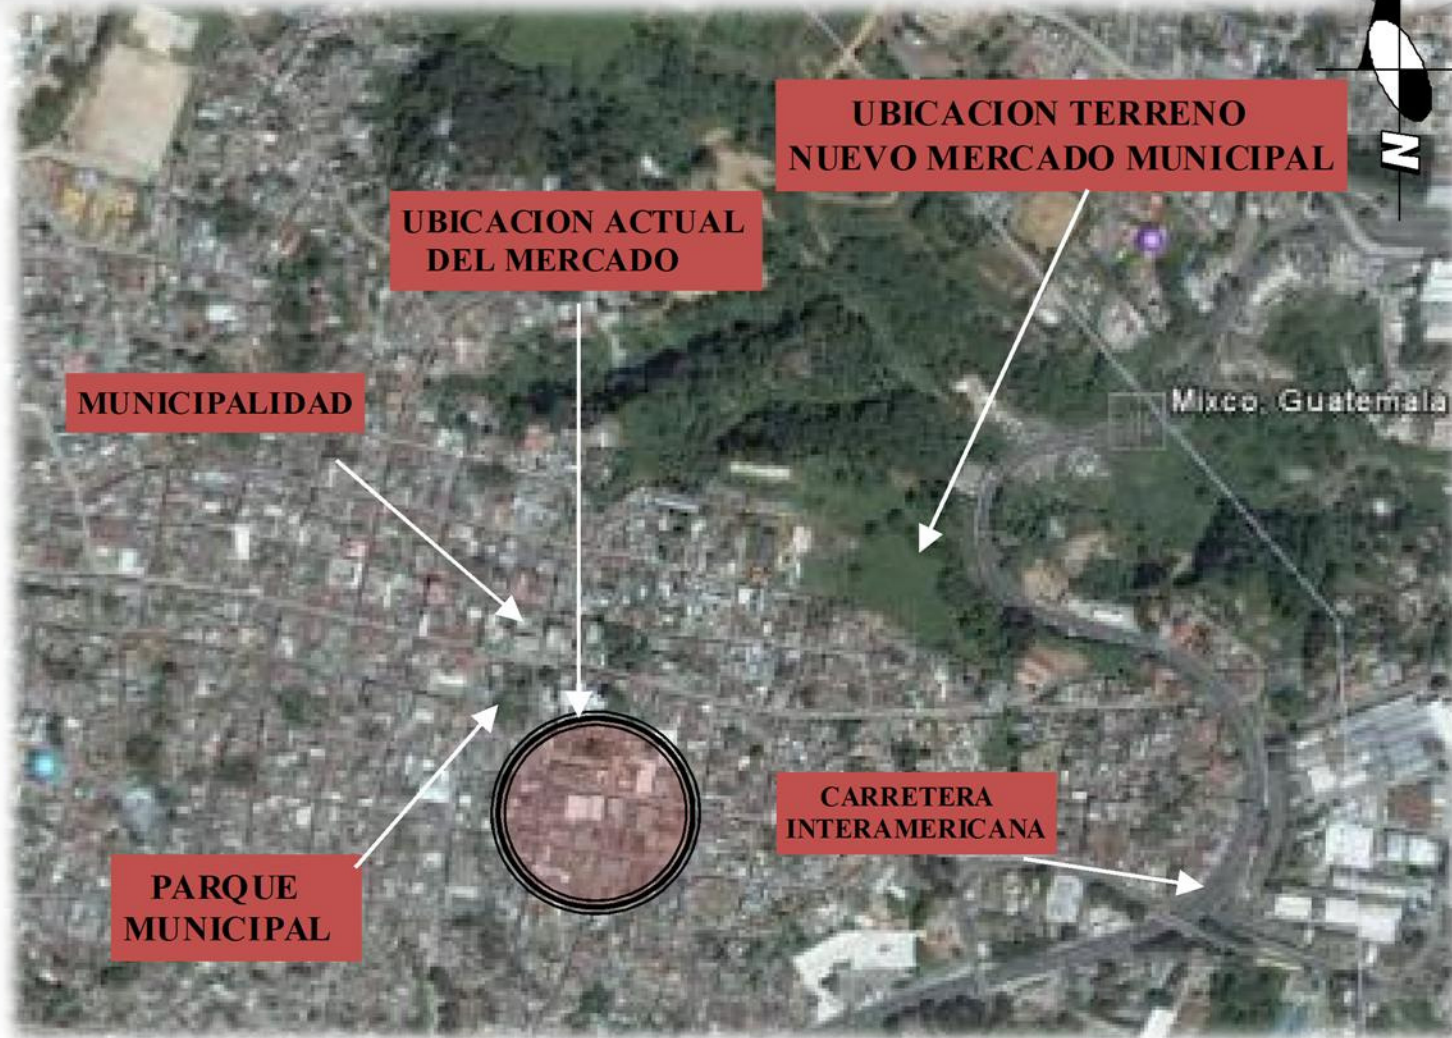 UBICACION TERRENO
NUEVO MERCADO MUNICIPAL
N
UBICACION ACTUAL
DEL MERCADO
MUNICIPALIDAD
Mixco, Guatemala
CARRETERA
INTERAMERICANA
PARQUE
MUNICIPAL